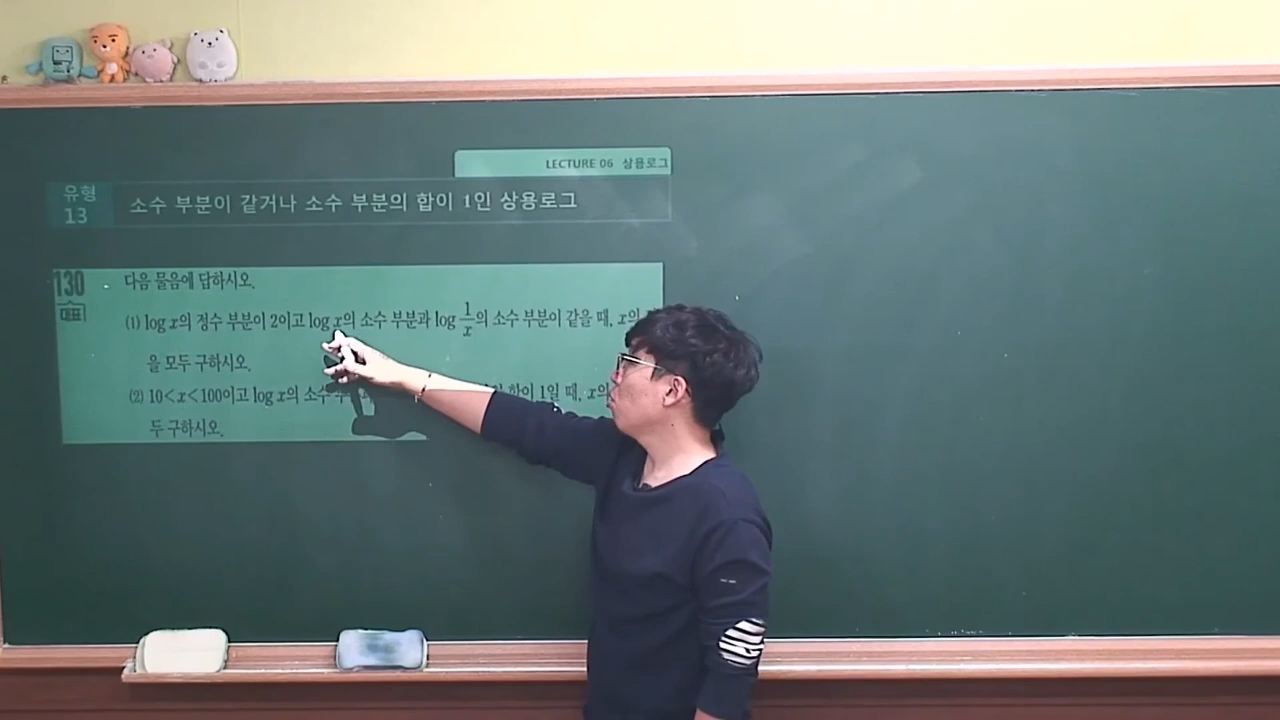 LECTURE 06 상용로그
유형
13
소수 부분이 같거나 소수 부분의 합이 1인 상용로그
130
대표
다음 물음에 답하시오.
(1) log x의 정수 부분이 2이고 log x의 소수 부분과 log 1/x의 소수 부분이 같을 때, x의
을 모두 구하시오.
(2) 10<x<100이고 log x의 소수 합이 1일 때, x의
두 구하시오.